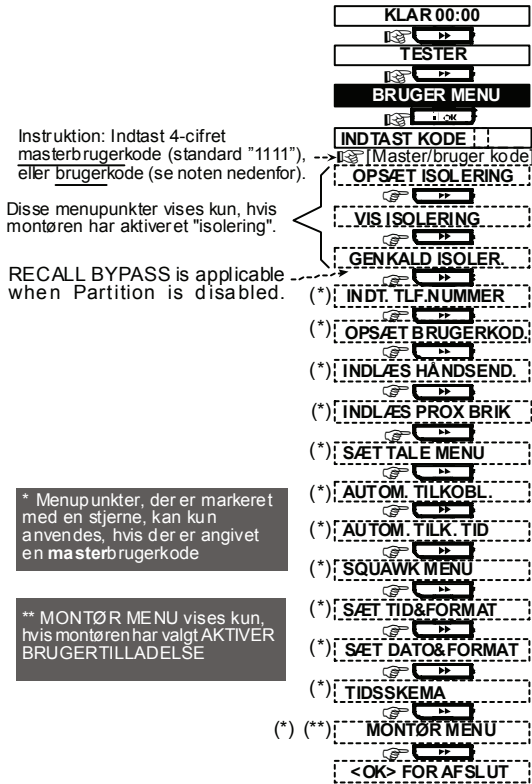 KLAR 00:00
TESTER
BRUGER MENU
OK
INDTAST KODE
Instruktion: Indtast 4-cifret
masterbrugerkode (standard "1111"),
eller brugerkode (se noten nedenfor).
[Master/bruger kode]
OPSÆT ISOLERING
Disse menupunkter vises kun, hvis
montøren har aktiveret "isolering".
VIS ISOLERING
GENKALD ISOLER.
RECALL BYPASS is applicable
when Partition is disabled.
(*) INDT. TLF.NUMMER
(*) OPSÆT BRUGERKOD.
(*) INDLÆS HÅNDSEND.
(*) INDLÆS PROX BRIK
(*) SÆT TALE MENU
(*) AUTOM. TILKOBL.
(*) AUTOM. TILK. TID
(*) SQUAWK MENU
(*) SÆT TID&FORMAT
(*) SÆT DATO&FORMAT
(*) TIDSSKEMA
(*) (**) MONTØR MENU
<OK> FOR AFSLUT
* Menupunkter, der er markeret
med en stjerne, kan kun
anvendes, hvis der er angivet
en masterbrugerkode
** MONTØR MENU vises kun,
hvis montøren har valgt AKTIVER
BRUGERTILLADELSE